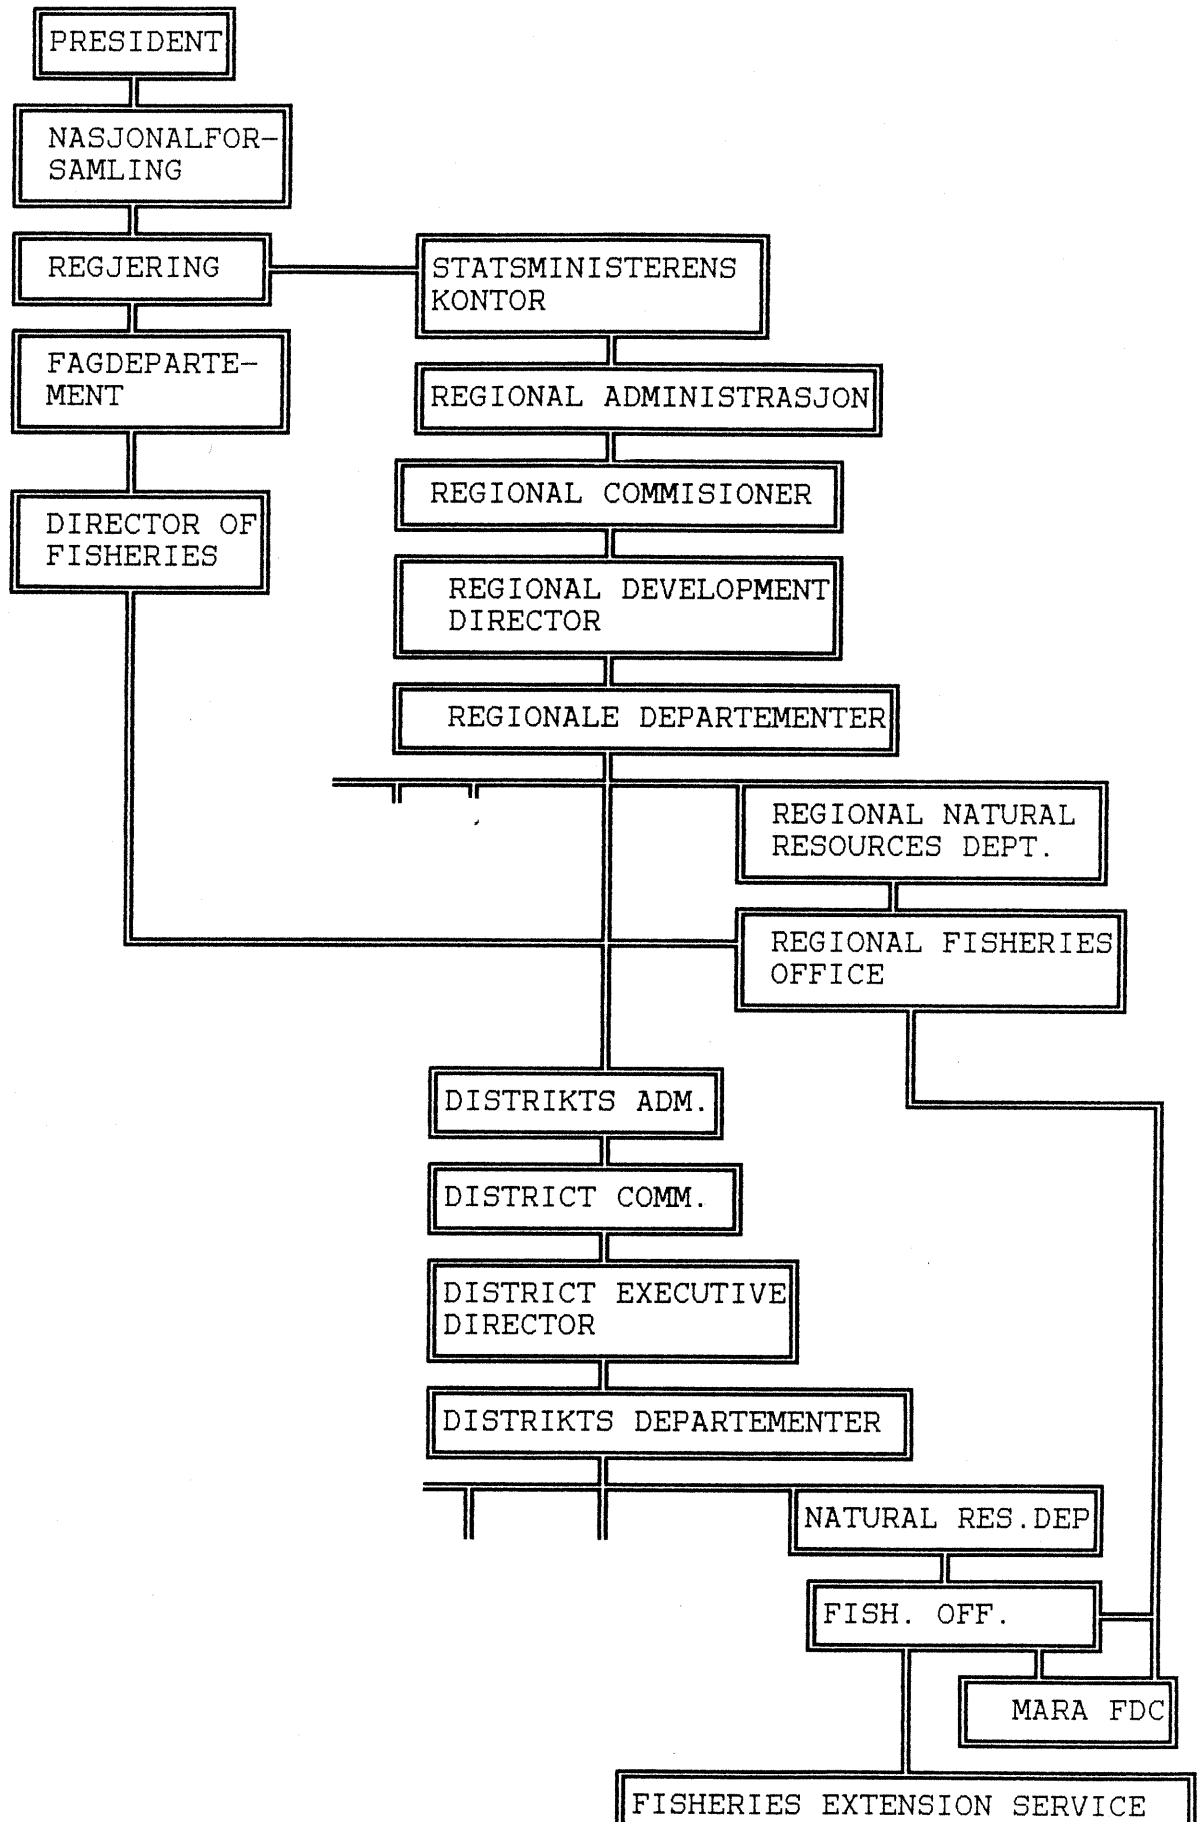 PRESIDENT
NASJONALFOR-
SAMLING
REGJERING
STATSMINISTERENS
KONTOR
FAGDEPARTE-
MENT
REGIONAL ADMINISTRASJON
REGIONAL COMMISIONER
DIRECTOR OF
FISHERIES
REGIONAL DEVELOPMENT
DIRECTOR
REGIONALE DEPARTEMENTER
REGIONAL NATURAL
RESOURCES DEPT.
REGIONAL FISHERIES
OFFICE
DISTRIKTS ADM.
DISTRICT COMM.
DISTRICT EXECUTIVE
DIRECTOR
DISTRIKTS DEPARTEMENTER
NATURAL RES.DEP
FISH. OFF.
MARA FDC
FISHERIES EXTENSION SERVICE